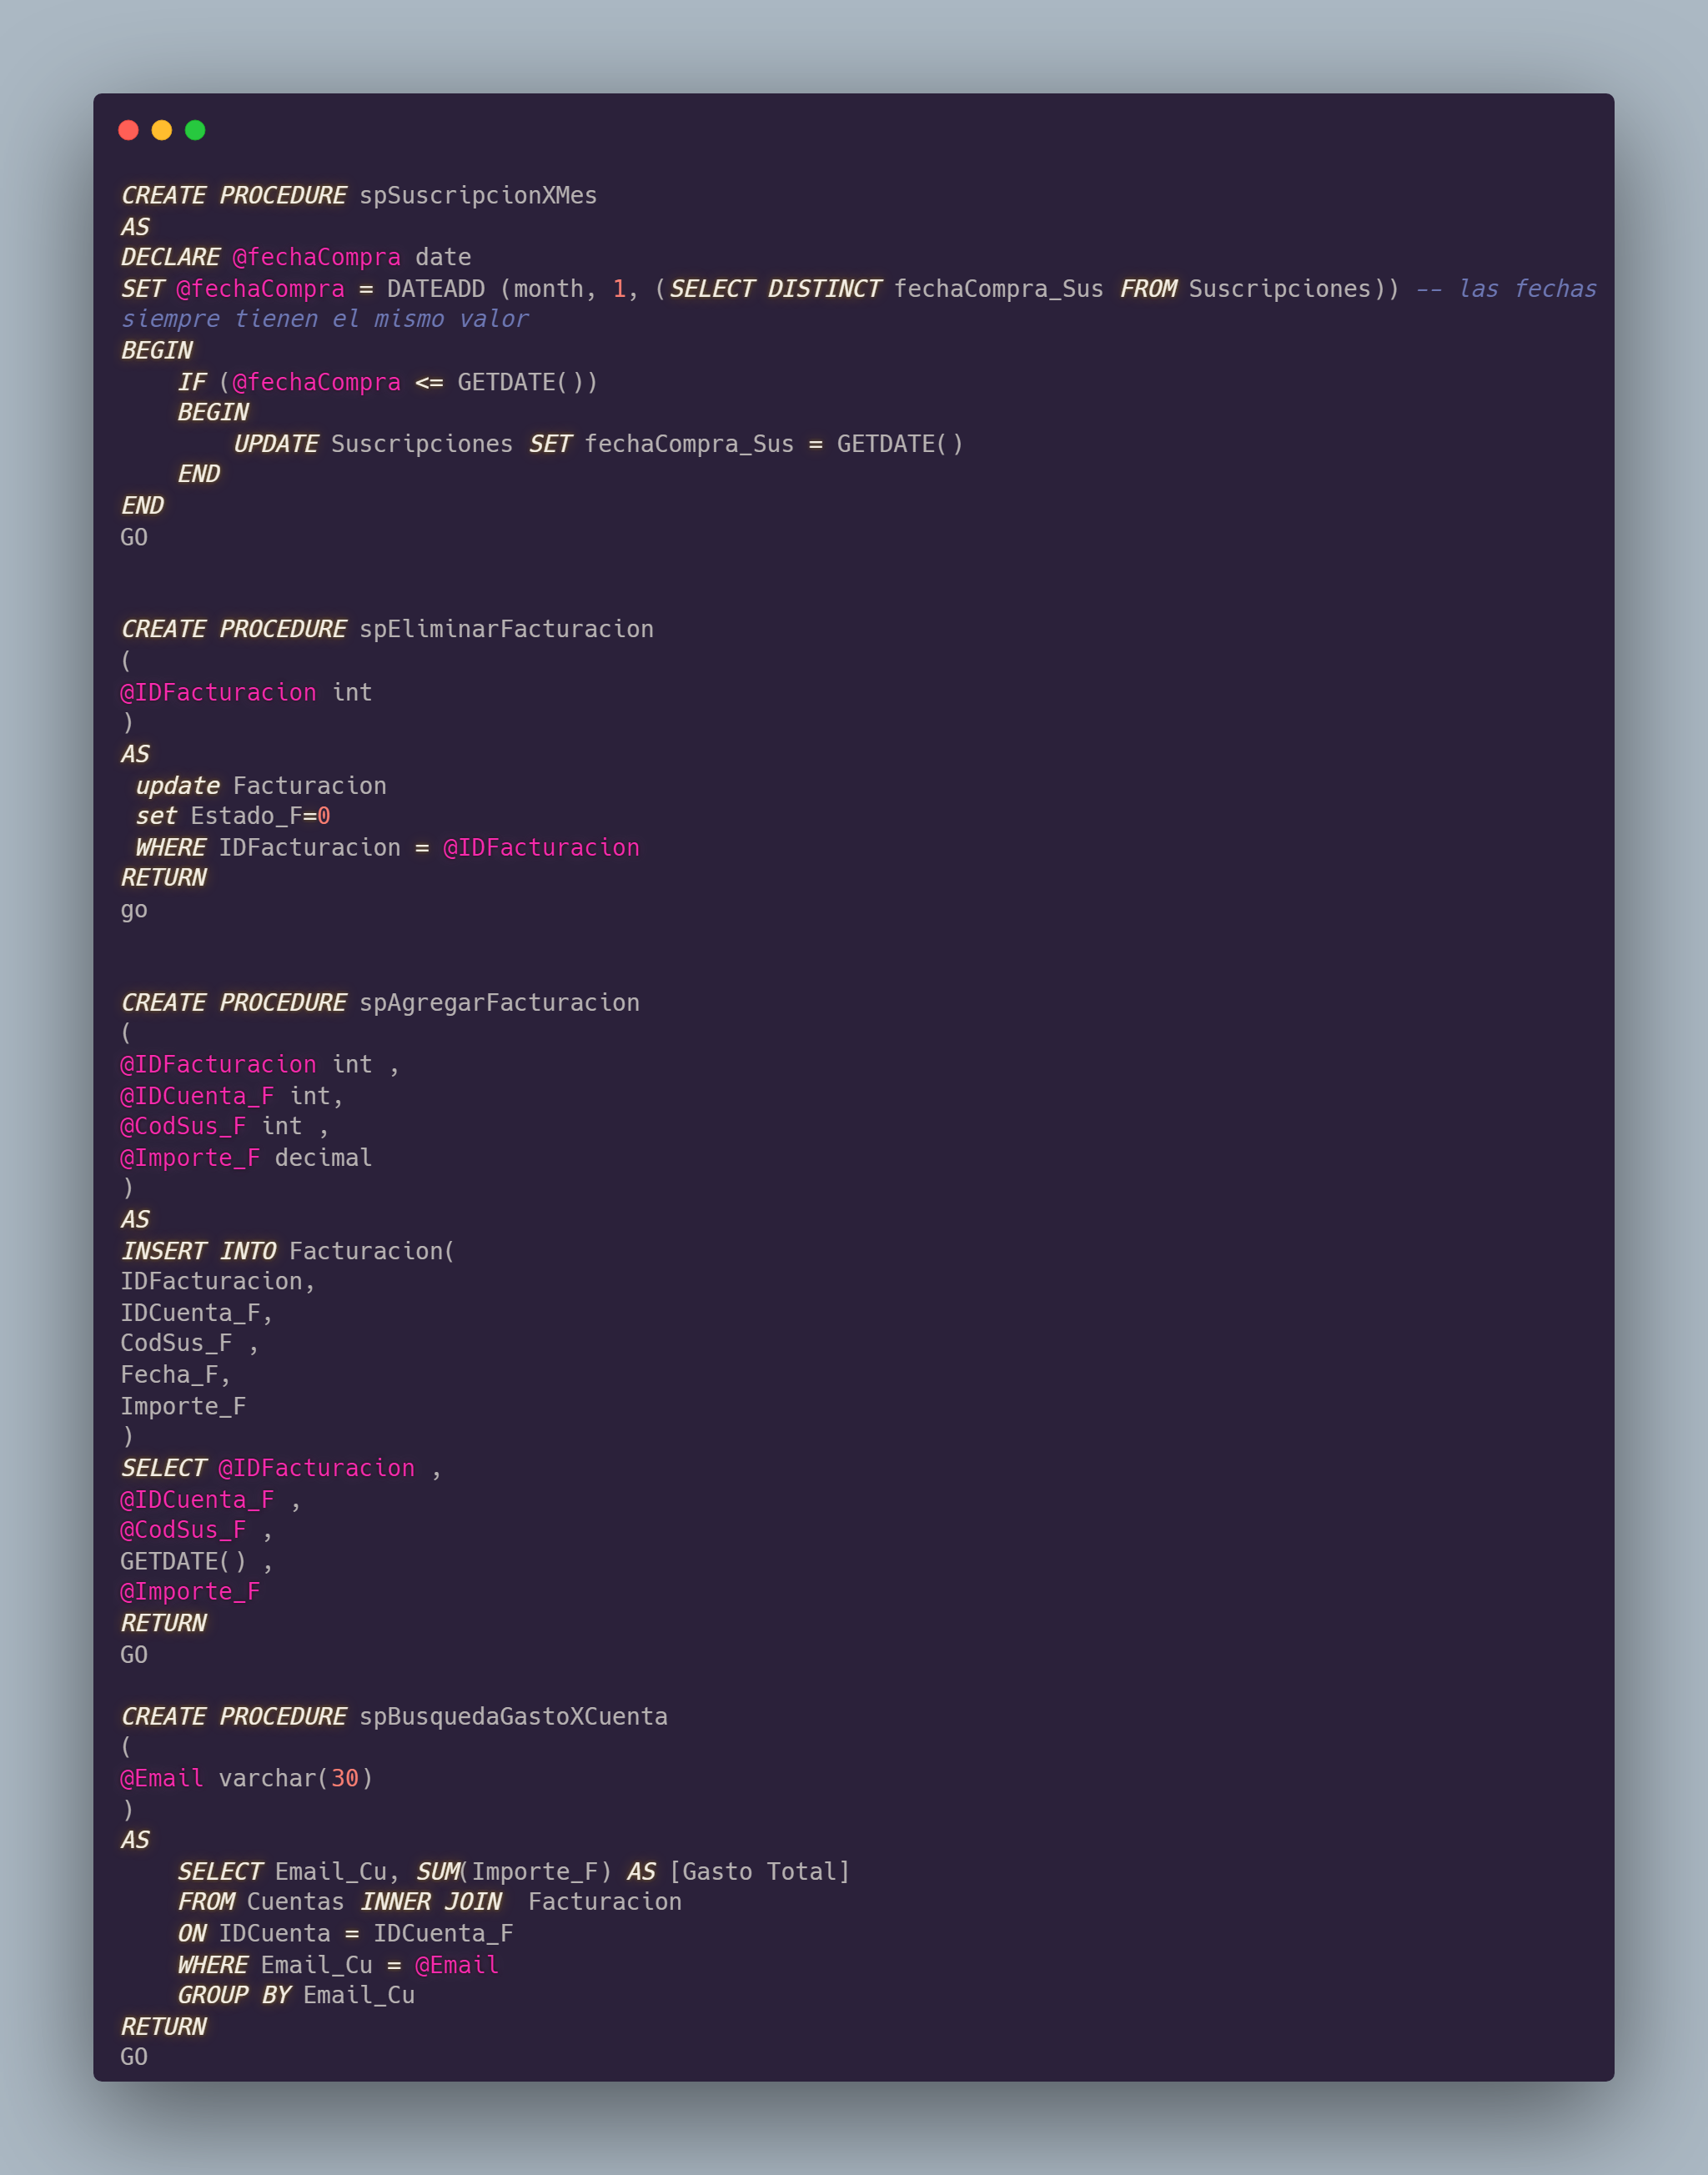 CREATE PROCEDURE spSuscripcionXMes
AS
DECLARE @fechaCompra date
SET @fechaCompra = DATEADD (month, 1, (SELECT DISTINCT fechaCompra_Sus FROM Suscripciones)) -- las fechas
siempre tienen el mismo valor
BEGIN
    IF (@fechaCompra <= GETDATE())
    BEGIN
        UPDATE Suscripciones SET fechaCompra_Sus = GETDATE()
    END
END
GO
CREATE PROCEDURE spEliminarFacturacion
(
@IDFacturacion int
)
AS
 update Facturacion
 set Estado_F=0
 WHERE IDFacturacion = @IDFacturacion
RETURN
go
CREATE PROCEDURE spAgregarFacturacion
(
@IDFacturacion int ,
@IDCuenta_F int,
@CodSus_F int ,
@Importe_F decimal
)
AS
INSERT INTO Facturacion(
IDFacturacion,
IDCuenta_F,
CodSus_F ,
Fecha_F,
Importe_F
)
SELECT @IDFacturacion ,
@IDCuenta_F ,
@CodSus_F ,
GETDATE() ,
@Importe_F
RETURN
GO
CREATE PROCEDURE spBusquedaGastoXCuenta
(
@Email varchar(30)
)
AS
    SELECT Email_Cu, SUM(Importe_F) AS [Gasto Total]
    FROM Cuentas INNER JOIN  Facturacion
    ON IDCuenta = IDCuenta_F
    WHERE Email_Cu = @Email
    GROUP BY Email_Cu
RETURN
GO